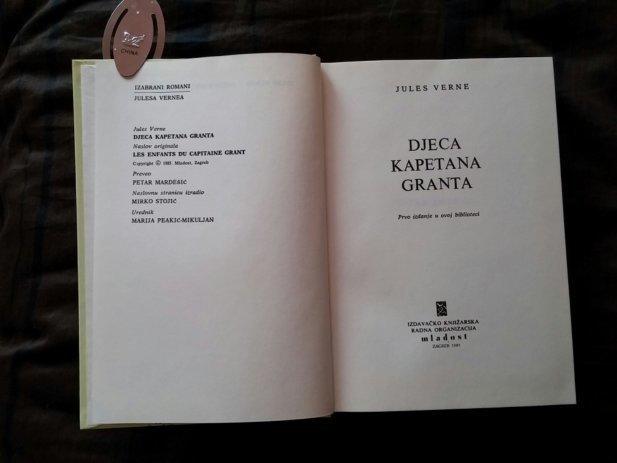 CHINA
IZABRANI ROMANI
JULESA VERNEA
Jules Verne
DJECA KAPETANA GRANTA
Naslov originala
LES ENFANTS DU CAPITAINE GRANT
Copyright © Mladost, Zagreb
Preveo
PETAR MARDEŠIĆ
Naslovnu stranicu izradio
MIRKO STOJIĆ
Urednik
MARIJA PEAKIĆ-MIKULJAN
JULES VERNE
DJECA
KAPETANA
GRANTA
Prvo izdanje u ovoj biblioteci
IZDAVAČKO KNJIŽARSKA
RADNA ORGANIZACIJA
mladost
ZAGREB